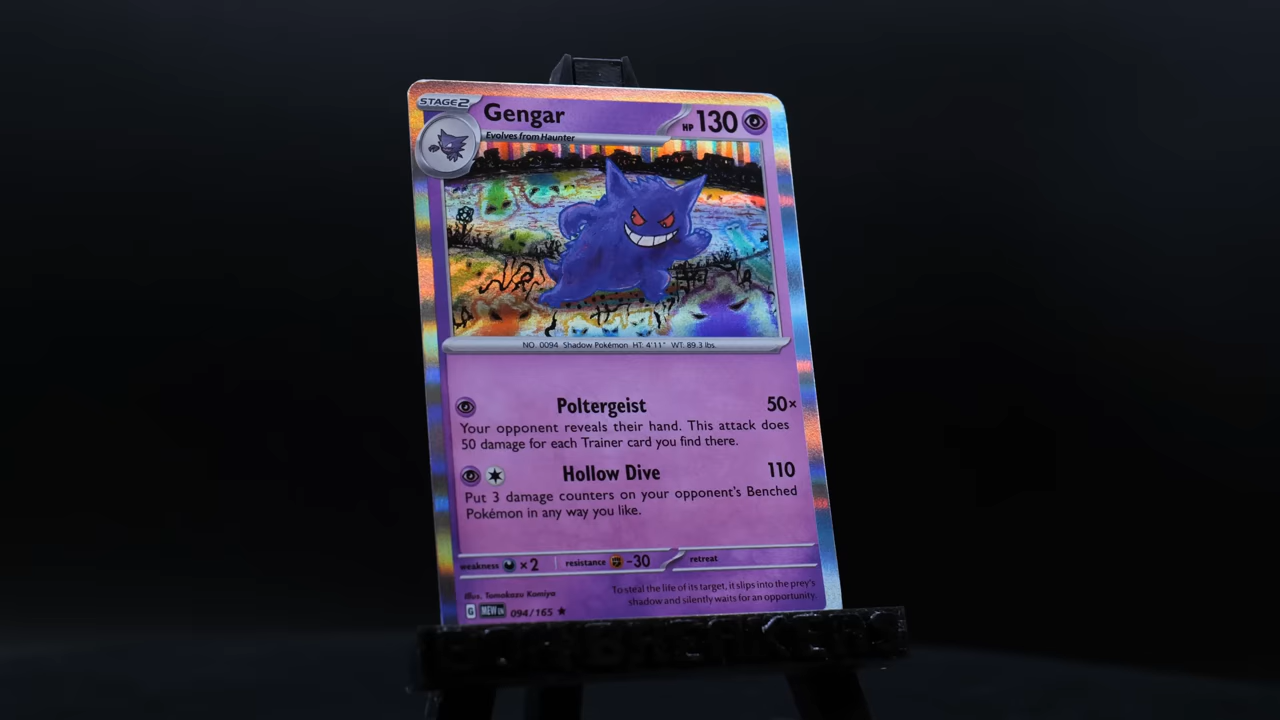 STAGE2
Gengar
HP 130
Evolves from Haunter
NO. 0094 Shadow Pokémon HT: 4'11" WT: 89.3 lbs.
Poltergeist 50×
Your opponent reveals their hand. This attack does
50 damage for each Trainer card you find there.
Hollow Dive 110
Put 3 damage counters on your opponent's Benched
Pokémon in any way you like.
weakness ×2 resistance -30 retreat
Illus. Tomokazu Komiya
To steal the life of its target, it slips into the prey's
shadow and silently waits for an opportunity.
G MEW EN 094/165 ★